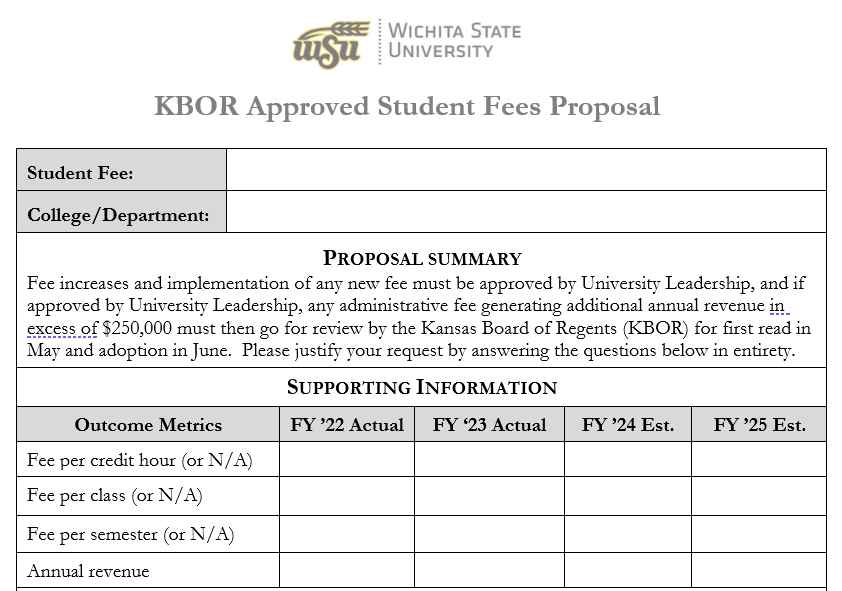 WSU WICHITA STATE
UNIVERSITY
KBOR Approved Student Fees Proposal
Student Fee:
College/Department:
PROPOSAL SUMMARY
Fee increases and implementation of any new fee must be approved by University Leadership, and if
approved by University Leadership, any administrative fee generating additional annual revenue in
excess of $250,000 must then go for review by the Kansas Board of Regents (KBOR) for first read in
May and adoption in June.  Please justify your request by answering the questions below in entirety.
SUPPORTING INFORMATION
Outcome Metrics FY ’22 Actual FY ‘23 Actual FY ’24 Est. FY ’25 Est.
Fee per credit hour (or N/A)
Fee per class (or N/A)
Fee per semester (or N/A)
Annual revenue